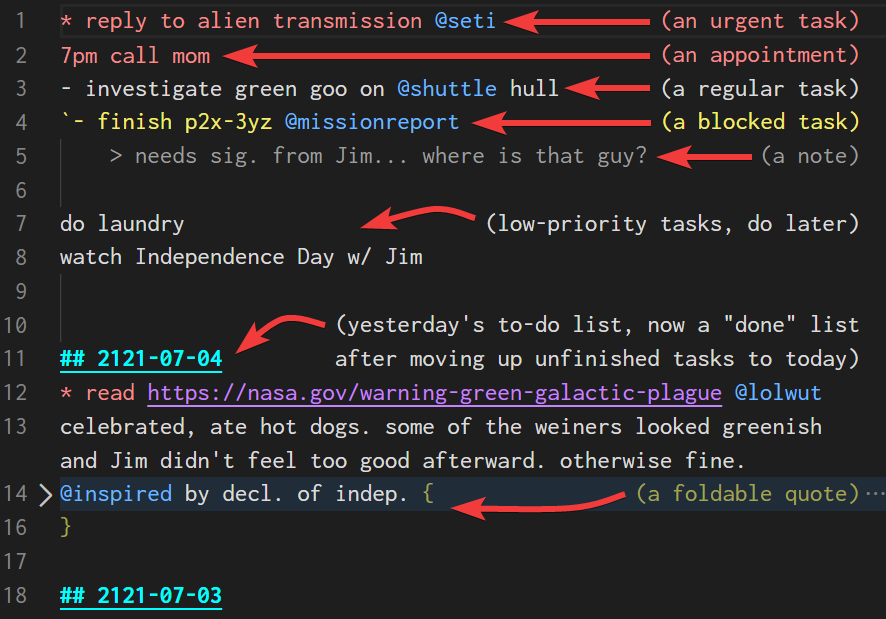 1 * reply to alien transmission @seti (an urgent task)
2 7pm call mom (an appointment)
3 - investigate green goo on @shuttle hull (a regular task)
4 `- finish p2x-3yz @missionreport (a blocked task)
5 > needs sig. from Jim... where is that guy? (a note)
6
7 do laundry (low-priority tasks, do later)
8 watch Independence Day w/ Jim
9
10 (yesterday's to-do list, now a "done" list
11 ## 2121-07-04 after moving up unfinished tasks to today)
12 * read https://nasa.gov/warning-green-galactic-plague @lolwut
13 celebrated, ate hot dogs. some of the weiners looked greenish
and Jim didn't feel too good afterward. otherwise fine.
14 @inspired by decl. of indep. { (a foldable quote) ···
16 }
17
18 ## 2121-07-03